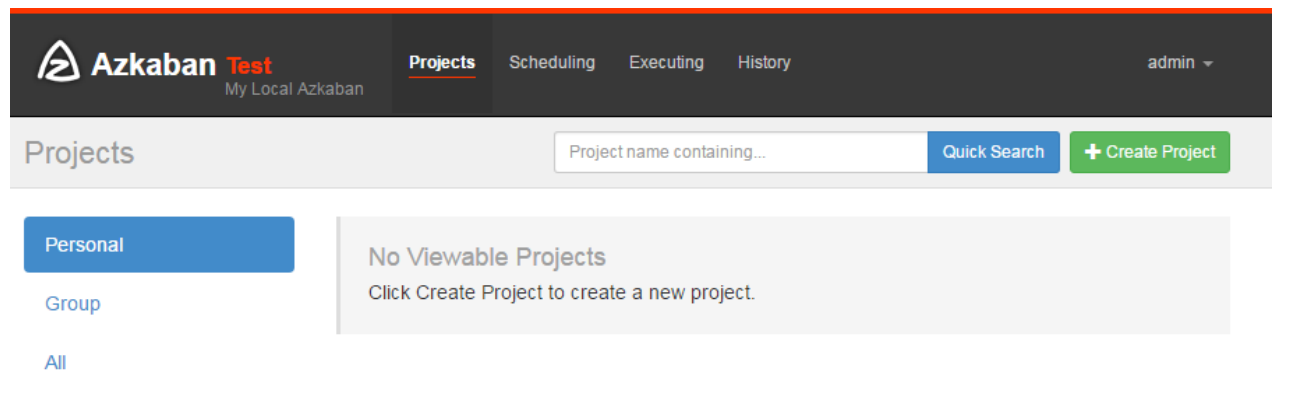 Azkaban Test
My Local Azkaban
Projects Scheduling Executing History
admin
Projects
Project name containing...
Quick Search
Create Project
Personal
Group
All
No Viewable Projects
Click Create Project to create a new project.